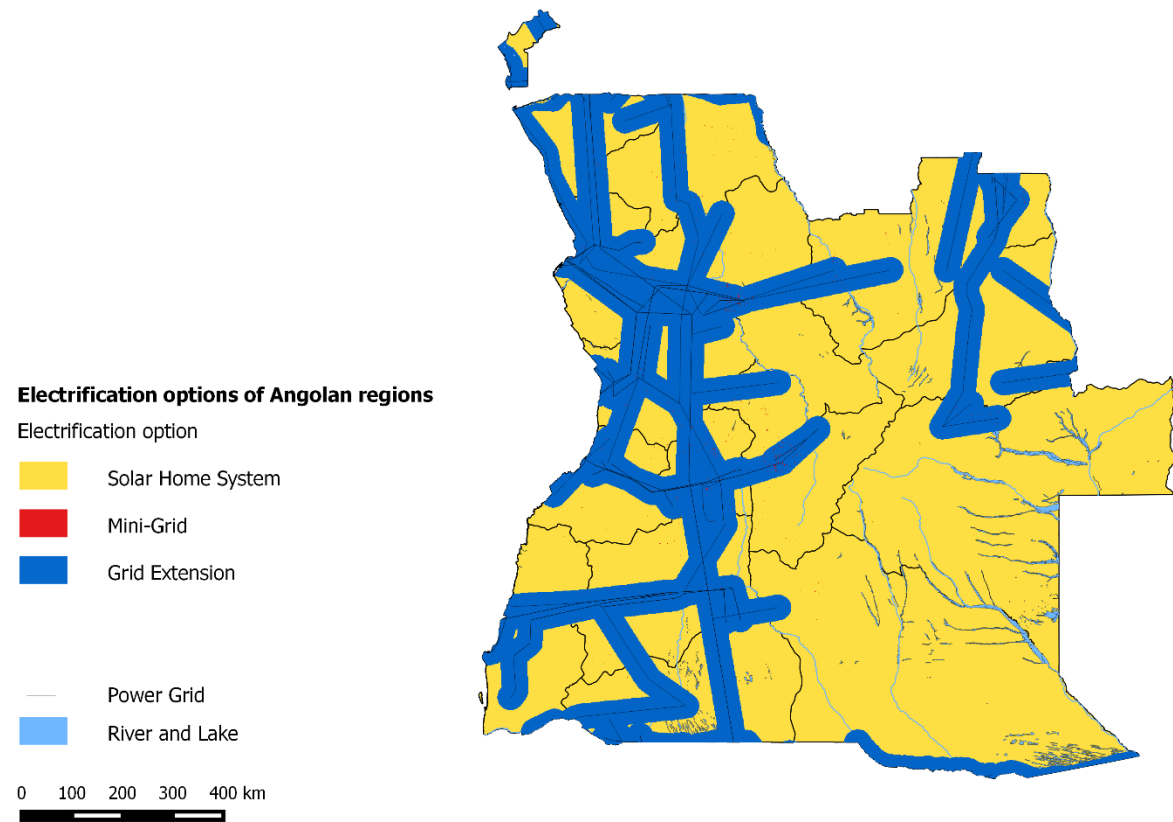 Electrification options of Angolan regions
Electrification option
Solar Home System
Mini-Grid
Grid Extension
Power Grid
River and Lake
0 100 200 300 400 km